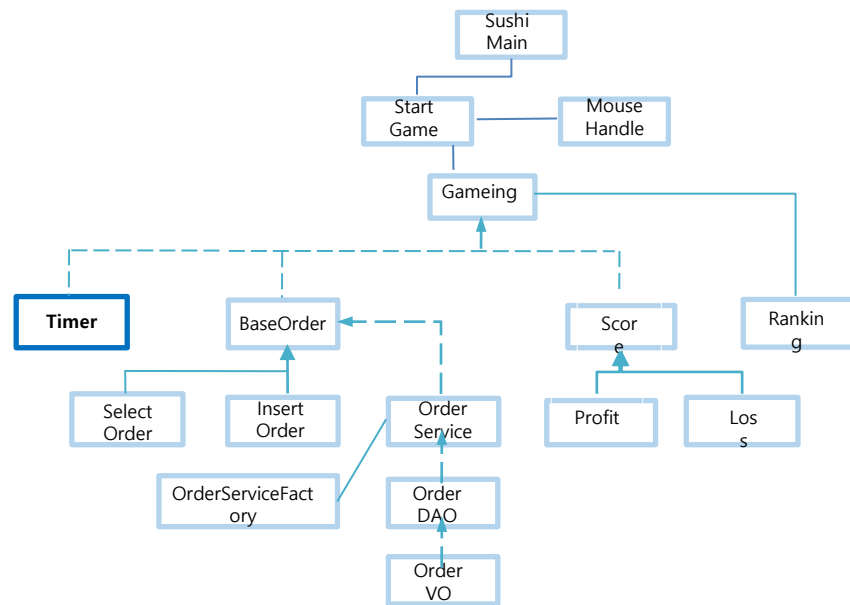 Sushi
Main
Start
Game
Mouse
Handle
Gameing
Timer
BaseOrder
Scor
e
Rankin
g
Select
Order
Insert
Order
Order
Service
Profit
Los
s
OrderServiceFact
ory
Order
DAO
Order
VO